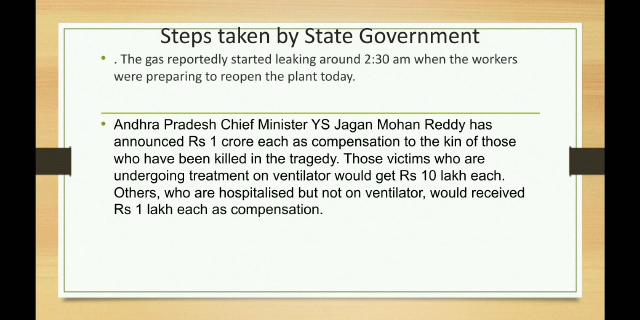 Steps taken by State Government
• . The gas reportedly started leaking around 2:30 am when the workers
were preparing to reopen the plant today.
• Andhra Pradesh Chief Minister YS Jagan Mohan Reddy has
announced Rs 1 crore each as compensation to the kin of those
who have been killed in the tragedy. Those victims who are
undergoing treatment on ventilator would get Rs 10 lakh each.
Others, who are hospitalised but not on ventilator, would received
Rs 1 lakh each as compensation.